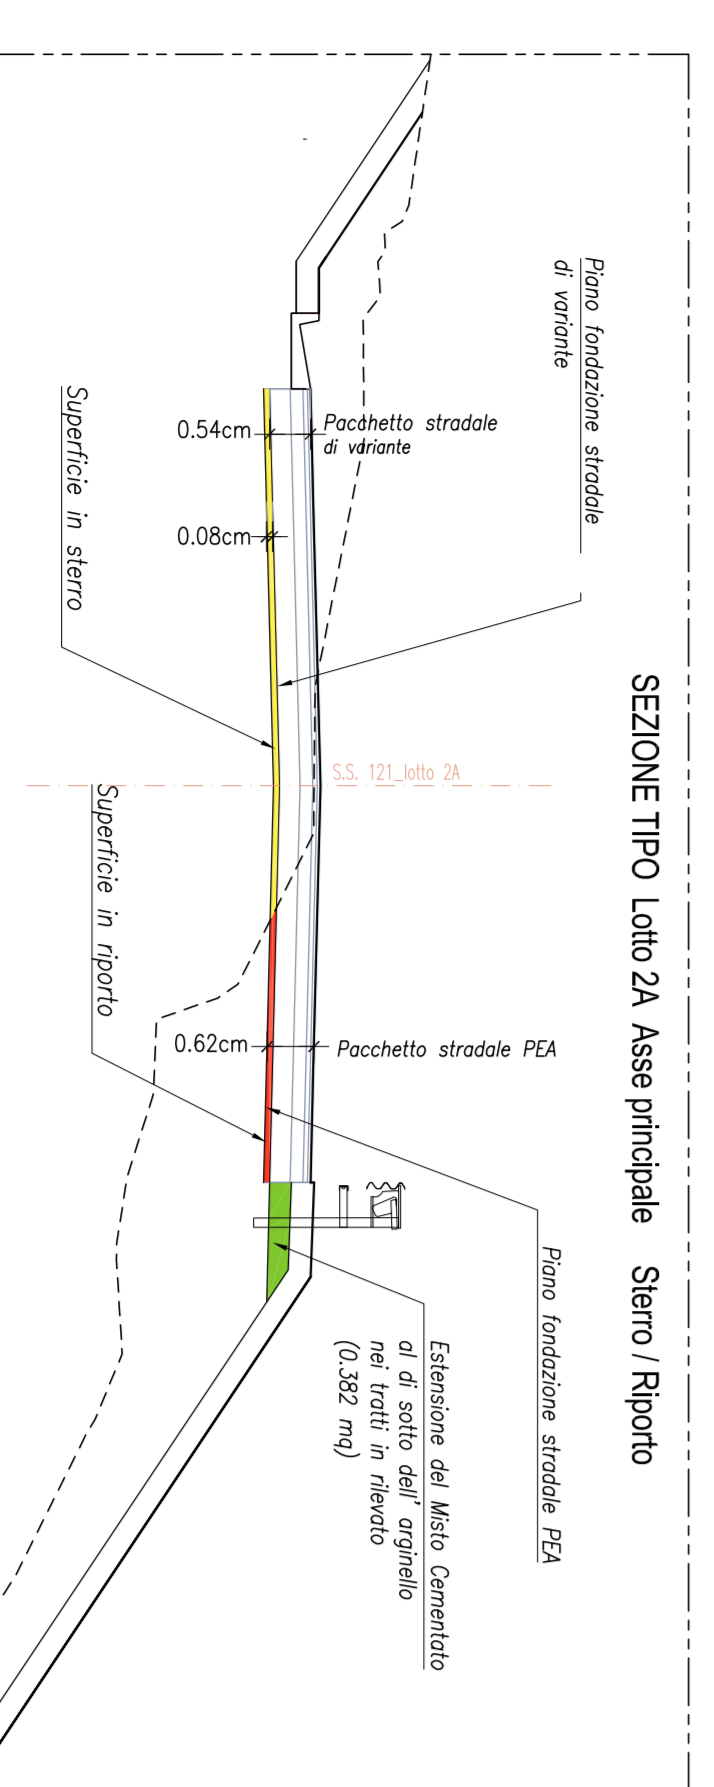 SEZIONE TIPO Lotto 2A Asse principale Sterro / Riporto
Piano fondazione stradale
di variante
Pacchetto stradale
di variante
0.54cm
0.08cm
Superficie in sterro
S.S. 121_lotto 2A
Superficie in riporto
0.62cm
Pacchetto stradale PEA
Piano fondazione stradale PEA
Estensione del Misto Cementato
al di sotto dell' arginello
nei tratti in rilevato
(0.382 mq)